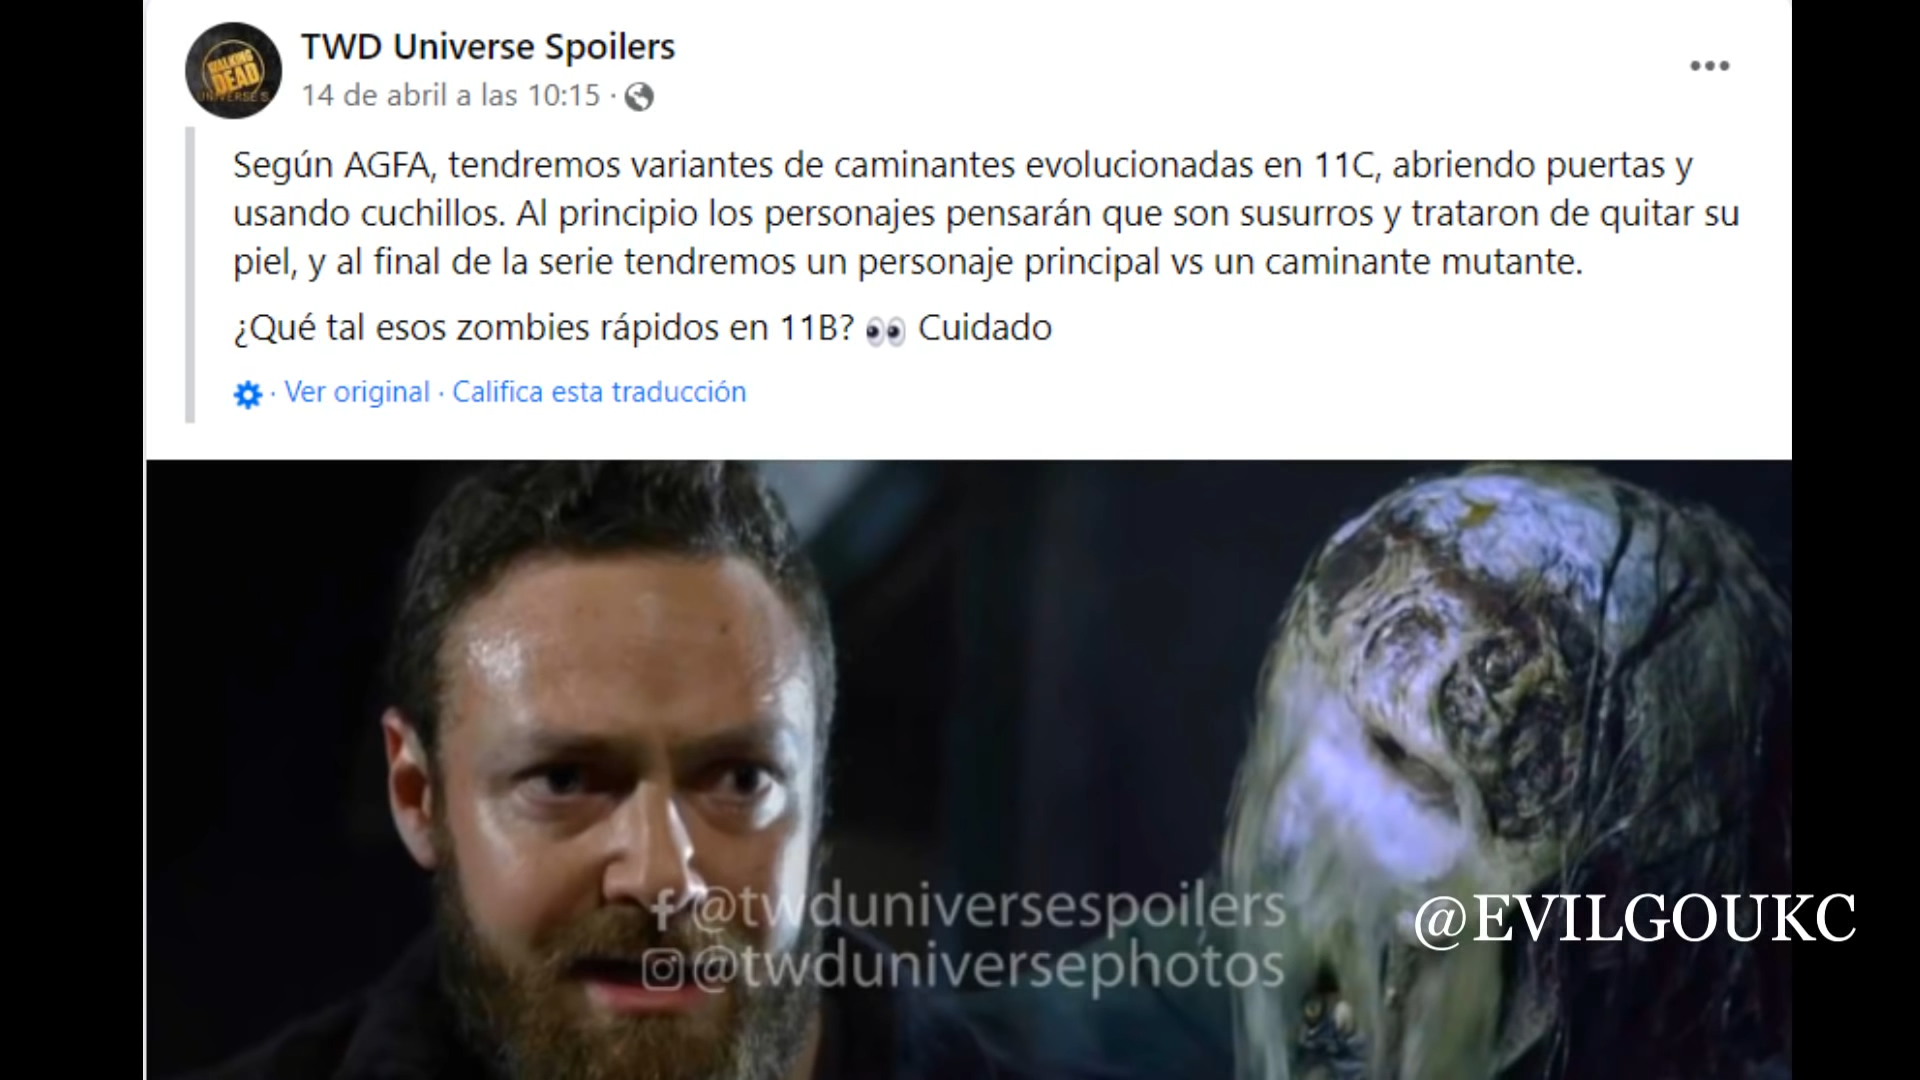 TWD Universe Spoilers
14 de abril a las 10:15 ·
WALKING
DEAD
UNIVERSE S
Según AGFA, tendremos variantes de caminantes evolucionadas en 11C, abriendo puertas y
usando cuchillos. Al principio los personajes pensarán que son susurros y trataron de quitar su
piel, y al final de la serie tendremos un personaje principal vs un caminante mutante.
¿Qué tal esos zombies rápidos en 11B? 👀 Cuidado
· Ver original · Califica esta traducción
@twduniversespoilers
@EVILGOUKC
@twduniversephotos